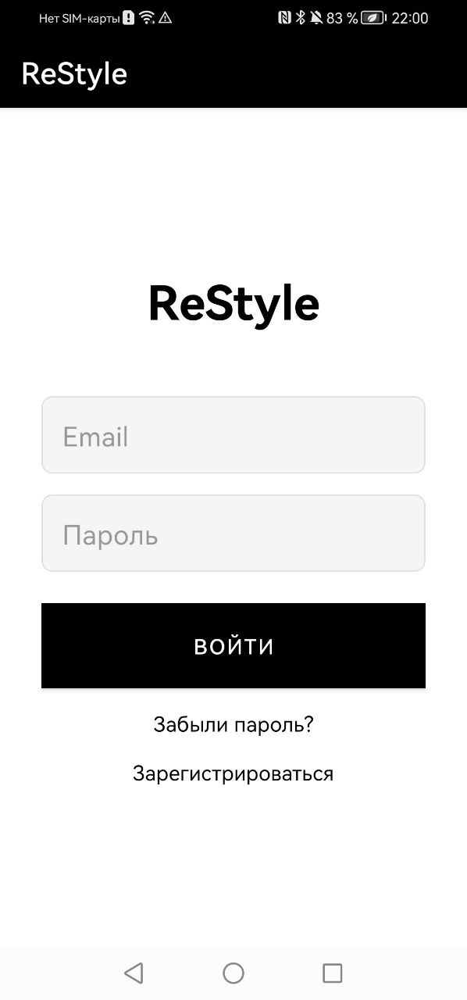 Нет SIM-карты 83 % 22:00
ReStyle
ReStyle
Email
Пароль
ВОЙТИ
Забыли пароль?
Зарегистрироваться